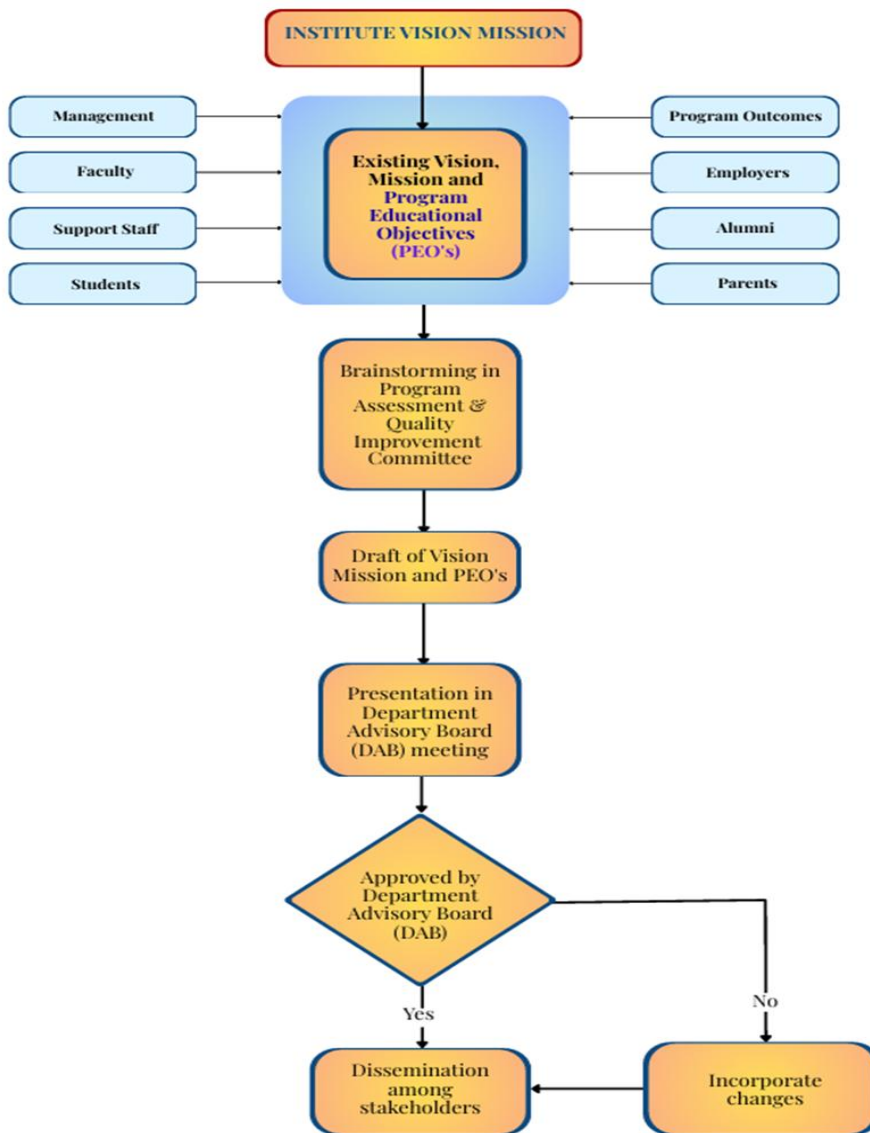 INSTITUTE VISION MISSION
Management
Faculty
Support Staff
Students
Existing Vision,
Mission and
Program
Educational
Objectives
(PEO's)
Program Outcomes
Employers
Alumni
Parents
Brainstorming in
Program
Assessment &
Quality
Improvement
Committee
Draft of Vision
Mission and PEO's
Presentation in
Department
Advisory Board
(DAB) meeting
Approved by
Department
Advisory Board
(DAB)
Yes
No
Dissemination
among
stakeholders
Incorporate
changes